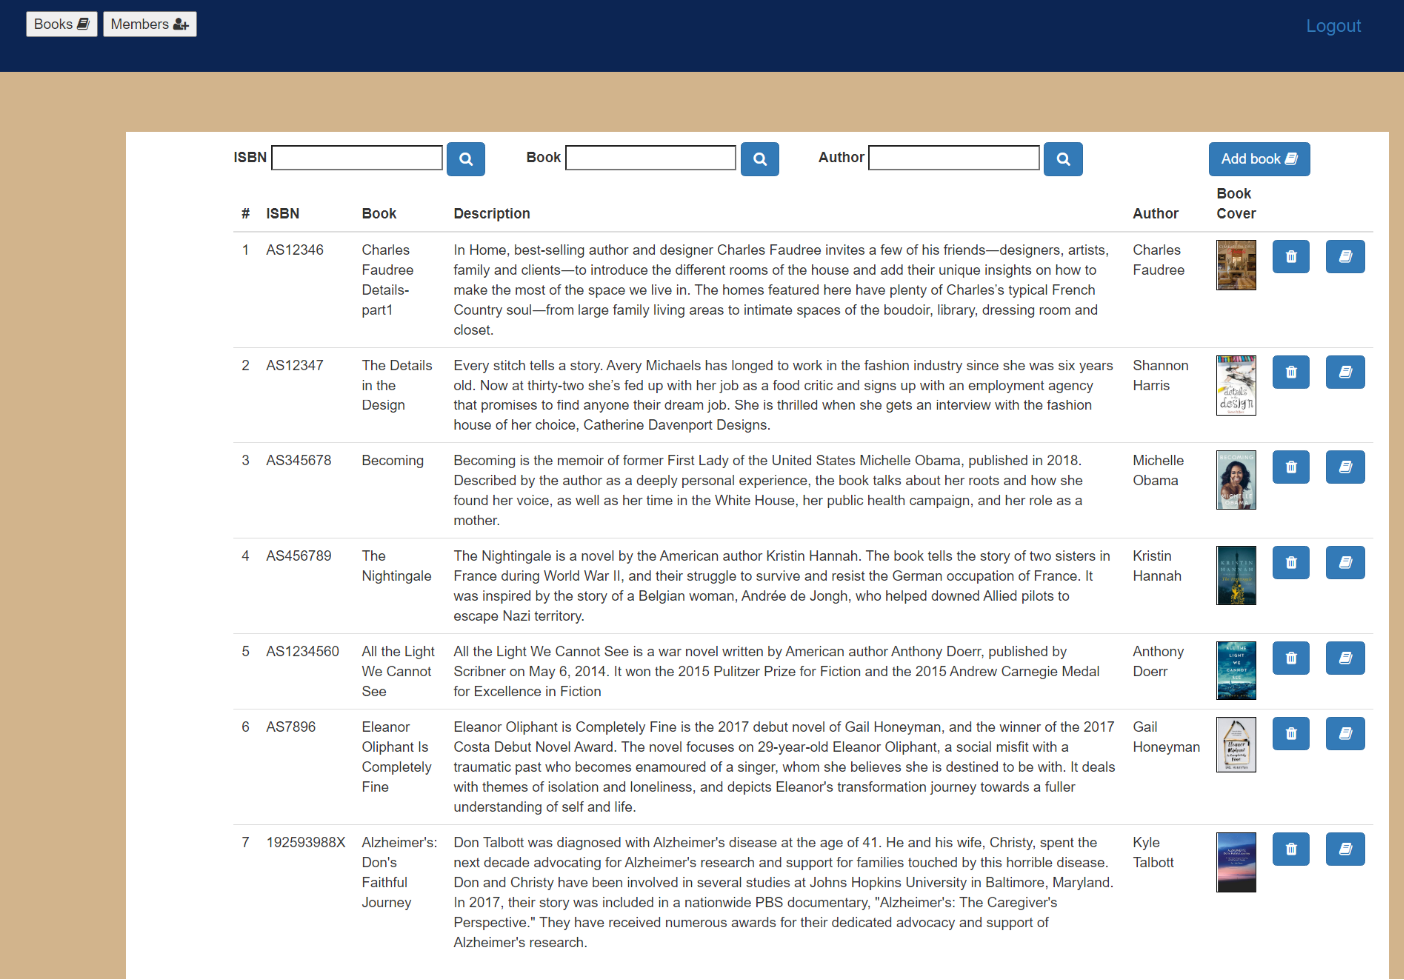 Books Members Logout
ISBN Book Author Add book
# ISBN Book Description Author Book
Cover
1 AS12346 Charles In Home, best-selling author and designer Charles Faudree invites a few of his friends—designers, artists, Charles
Faudree family and clients—to introduce the different rooms of the house and add their unique insights on how to Faudree
Details- make the most of the space we live in. The homes featured here have plenty of Charles's typical French
part1 Country soul—from large family living areas to intimate spaces of the boudoir, library, dressing room and
closet.
2 AS12347 The Details Every stitch tells a story. Avery Michaels has longed to work in the fashion industry since she was six years Shannon
in the old. Now at thirty-two she's fed up with her job as a food critic and signs up with an employment agency Harris
Design that promises to find anyone their dream job. She is thrilled when she gets an interview with the fashion
house of her choice, Catherine Davenport Designs.
details
design
3 AS345678 Becoming Becoming is the memoir of former First Lady of the United States Michelle Obama, published in 2018. Michelle BECOMING
Described by the author as a deeply personal experience, the book talks about her roots and how she Obama
found her voice, as well as her time in the White House, her public health campaign, and her role as a
mother.
MICHELLE
OBAMA
4 AS456789 The The Nightingale is a novel by the American author Kristin Hannah. The book tells the story of two sisters in Kristin KRISTIN
Nightingale France during World War II, and their struggle to survive and resist the German occupation of France. It Hannah HANNAH
was inspired by the story of a Belgian woman, Andrée de Jongh, who helped downed Allied pilots to
escape Nazi territory.
5 AS1234560 All the Light All the Light We Cannot See is a war novel written by American author Anthony Doerr, published by Anthony
We Cannot Scribner on May 6, 2014. It won the 2015 Pulitzer Prize for Fiction and the 2015 Andrew Carnegie Medal Doerr
See for Excellence in Fiction
LIGHT
WE
CANNOT
SEE
6 AS7896 Eleanor Eleanor Oliphant is Completely Fine is the 2017 debut novel of Gail Honeyman, and the winner of the 2017 Gail
Oliphant Is Costa Debut Novel Award. The novel focuses on 29-year-old Eleanor Oliphant, a social misfit with a Honeyman
Completely traumatic past who becomes enamoured of a singer, whom she believes she is destined to be with. It deals
Fine with themes of isolation and loneliness, and depicts Eleanor's transformation journey towards a fuller
understanding of self and life.
7 192593988X Alzheimer's: Don Talbott was diagnosed with Alzheimer's disease at the age of 41. He and his wife, Christy, spent the Kyle
Don's next decade advocating for Alzheimer's research and support for families touched by this horrible disease. Talbott
Faithful Don and Christy have been involved in several studies at Johns Hopkins University in Baltimore, Maryland.
Journey In 2017, their story was included in a nationwide PBS documentary, "Alzheimer's: The Caregiver's
Perspective." They have received numerous awards for their dedicated advocacy and support of
Alzheimer's research.